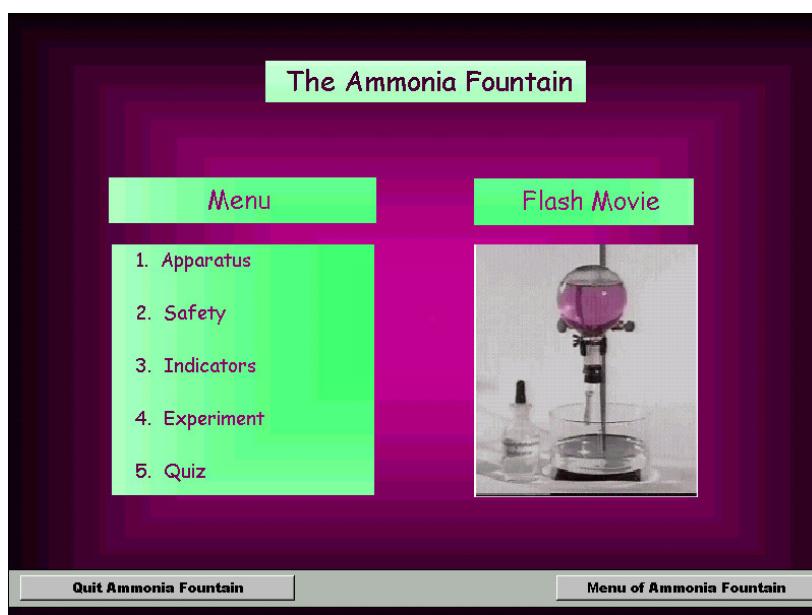 The Ammonia Fountain
Menu
Flash Movie
1. Apparatus
2. Safety
3. Indicators
4. Experiment
5. Quiz
Quit Ammonia Fountain
Menu of Ammonia Fountain